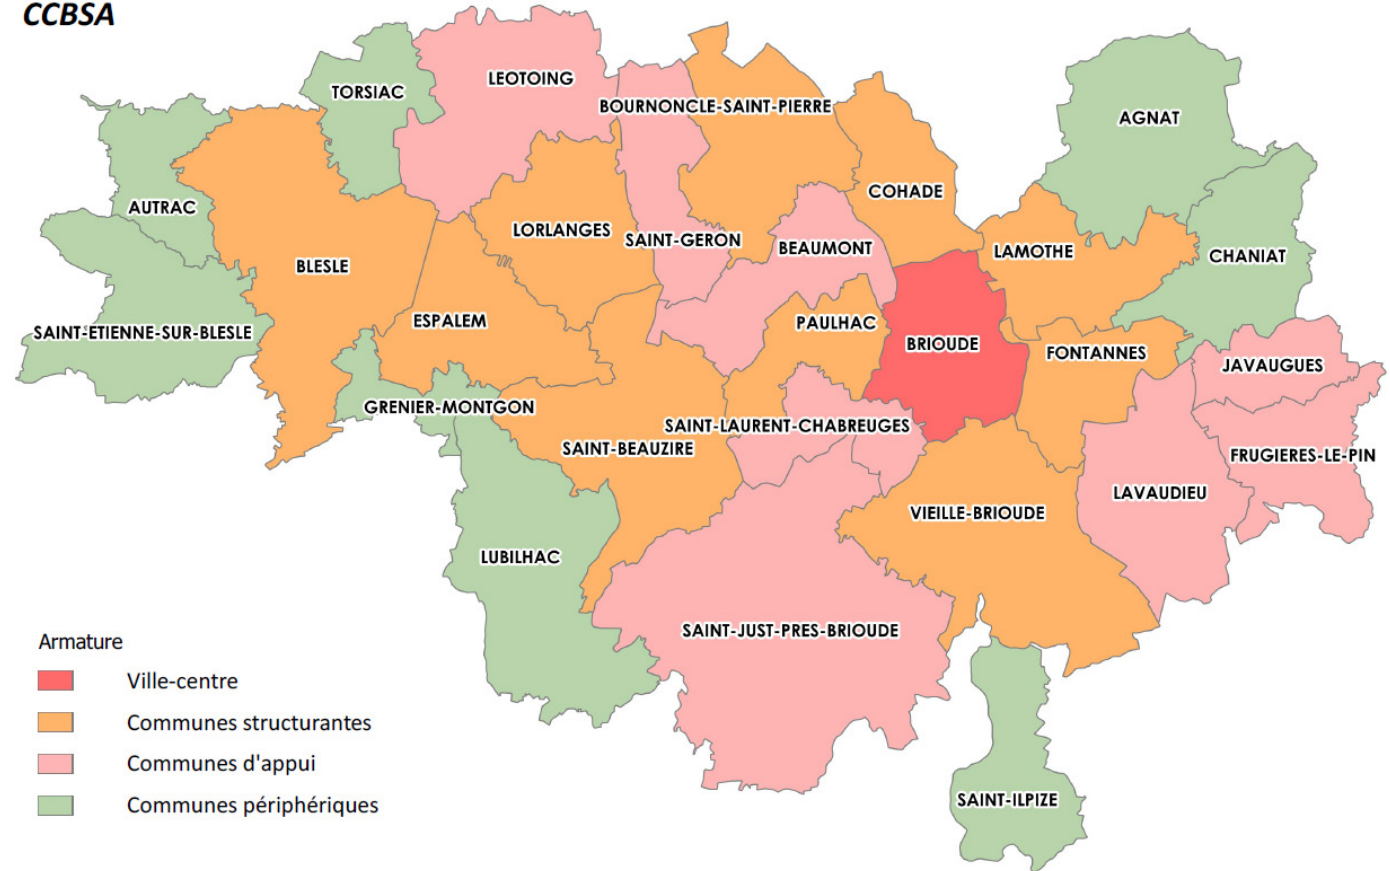 CCBSA
LEOTOING
TORSIAC
BOURNONCLE-SAINT-PIERRE
AGNAT
COHADE
AUTRAC
LORLANGES
SAINT-GERON
BEAUMONT
LAMOTHE
CHANIAT
BLESLE
ESPALEM
PAULHAC
SAINT-ETIENNE-SUR-BLESLE
BRIOUDE
FONTANNES
JAVAUGUES
GRENIER-MONTGON
SAINT-LAURENT-CHABREUGES
SAINT-BEAUZIRE
FRUGIERES-LE-PIN
LAVAUDIEU
VIEILLE-BRIOUDE
LUBILHAC
SAINT-JUST-PRES-BRIOUDE
SAINT-ILPIZE
Armature
Ville-centre
Communes structurantes
Communes d'appui
Communes périphériques